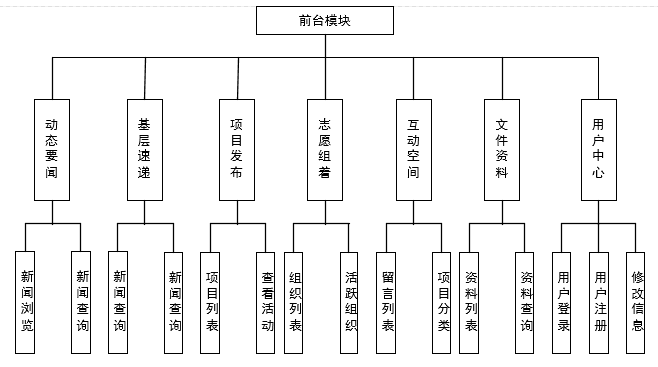 前台模块
动态要闻
基层速递
项目发布
志愿组着
互动空间
文件资料
用户中心
新闻浏览
新闻查询
新闻查询
新闻查询
项目列表
查看活动
组织列表
活跃组织
留言列表
项目分类
资料列表
资料查询
用户登录
用户注册
修改信息